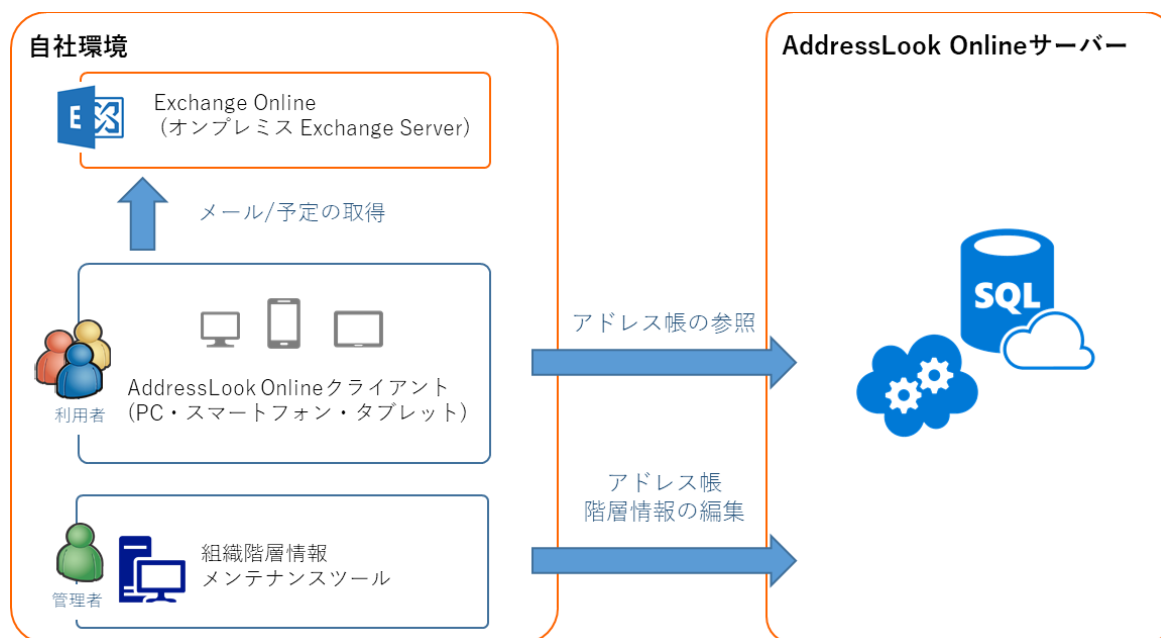 自社環境
Exchange Online
(オンプレミス Exchange Server)
E
メール/予定の取得
AddressLook Onlineクライアント
(PC・スマートフォン・タブレット)
利用者
組織階層情報
メンテナンスツール
管理者
アドレス帳の参照
アドレス帳
階層情報の編集
AddressLook Onlineサーバー
SQL